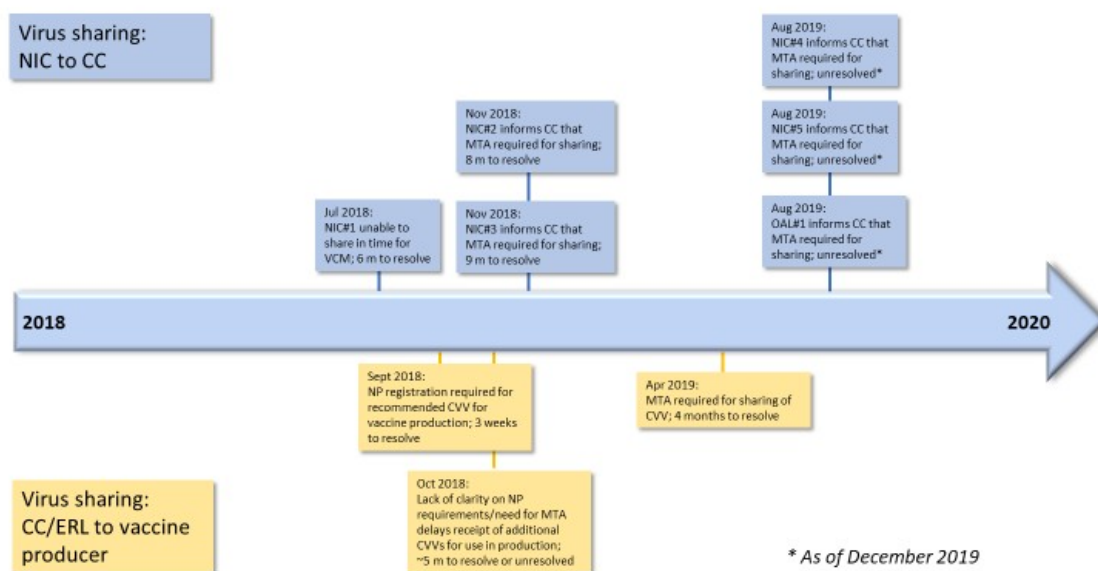 Virus sharing:
NIC to CC
Aug 2019:
NIC#4 informs CC that
MTA required for
sharing; unresolved*
Nov 2018:
NIC#2 informs CC that
MTA required for sharing;
8 m to resolve
Aug 2019:
NIC#5 informs CC that
MTA required for
sharing; unresolved*
Jul 2018:
NIC#1 unable to
share in time for
VCM; 6 m to resolve
Nov 2018:
NIC#3 informs CC that
MTA required for sharing;
9 m to resolve
Aug 2019:
OAL#1 informs CC that
MTA required for
sharing; unresolved*
2018
2020
Sept 2018:
NP registration required for
recommended CVV for
vaccine production; 3 weeks
to resolve
Apr 2019:
MTA required for sharing of
CVV; 4 months to resolve
Oct 2018:
Lack of clarity on NP
requirements/need for MTA
delays receipt of additional
CVVs for use in production;
~5 m to resolve or unresolved
Virus sharing:
CC/ERL to vaccine
producer
* As of December 2019